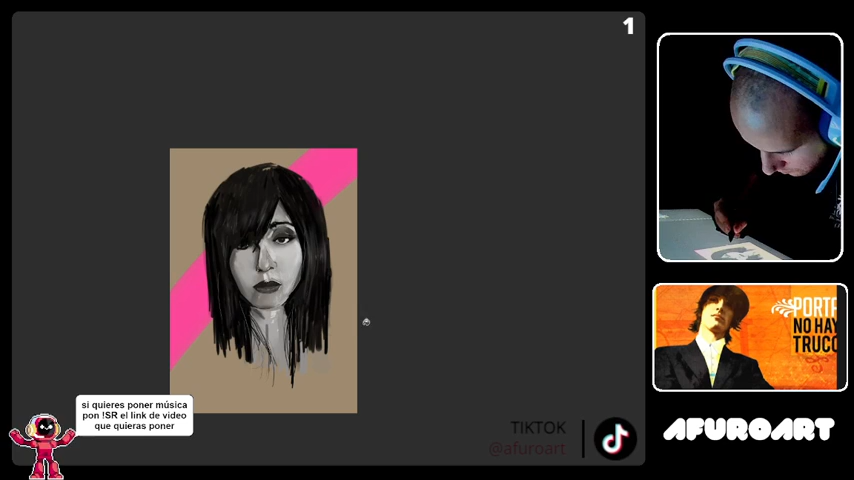 1
PORTA
NO HAY
TRUCO
si quieres poner música
pon !SR el link de video
que quieras poner
TIKTOK
@afuroart
AFUROART